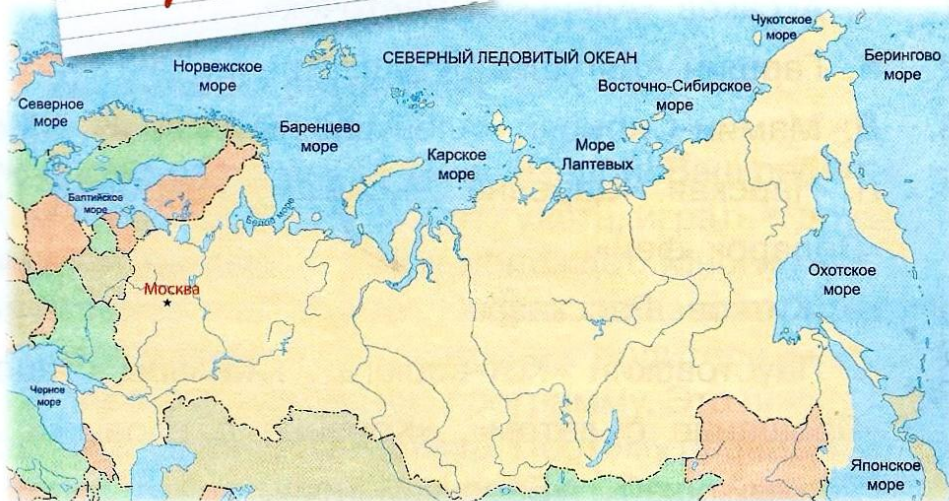 Чукотское
море
СЕВЕРНЫЙ ЛЕДОВИТЫЙ ОКЕАН
Берингово
море
Норвежское
море
Восточно-Сибирское
море
Северное
море
Баренцево
море
Карское
море
Море
Лаптевых
Балтийское
море
Белое море
Москва
Охотское
море
Черное
море
Японское
море